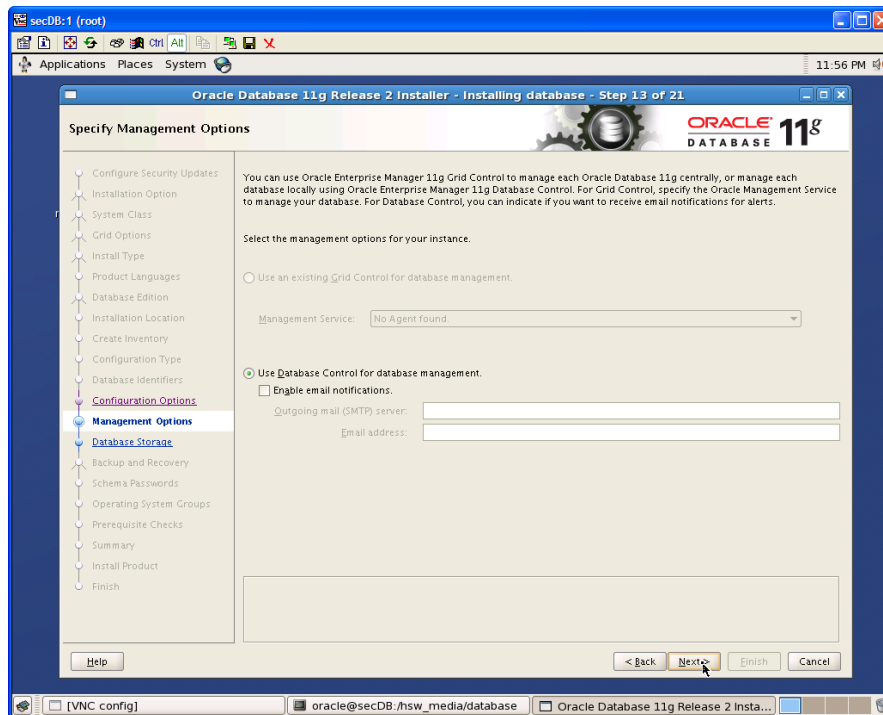 secDB:1 (root)
Ctrl Alt
Applications Places System
11:56 PM
Oracle Database 11g Release 2 Installer - Installing database - Step 13 of 21
Specify Management Options
ORACLE
DATABASE
11g
Configure Security Updates
Installation Option
System Class
Grid Options
Install Type
Product Languages
Database Edition
Installation Location
Create Inventory
Configuration Type
Database Identifiers
Configuration Options
Management Options
Database Storage
Backup and Recovery
Schema Passwords
Operating System Groups
Prerequisite Checks
Summary
Install Product
Finish
You can use Oracle Enterprise Manager 11g Grid Control to manage each Oracle Database 11g centrally, or manage each
database locally using Oracle Enterprise Manager 11g Database Control. For Grid Control, specify the Oracle Management Service
to manage your database. For Database Control, you can indicate if you want to receive email notifications for alerts.
Select the management options for your instance.
Use an existing Grid Control for database management.
Management Service: No Agent found.
Use Database Control for database management.
Enable email notifications.
Outgoing mail (SMTP) server:
Email address:
Help
< Back Next > Finish Cancel
[VNC config]
oracle@secDB:/hsw_media/database
Oracle Database 11g Release 2 Insta...